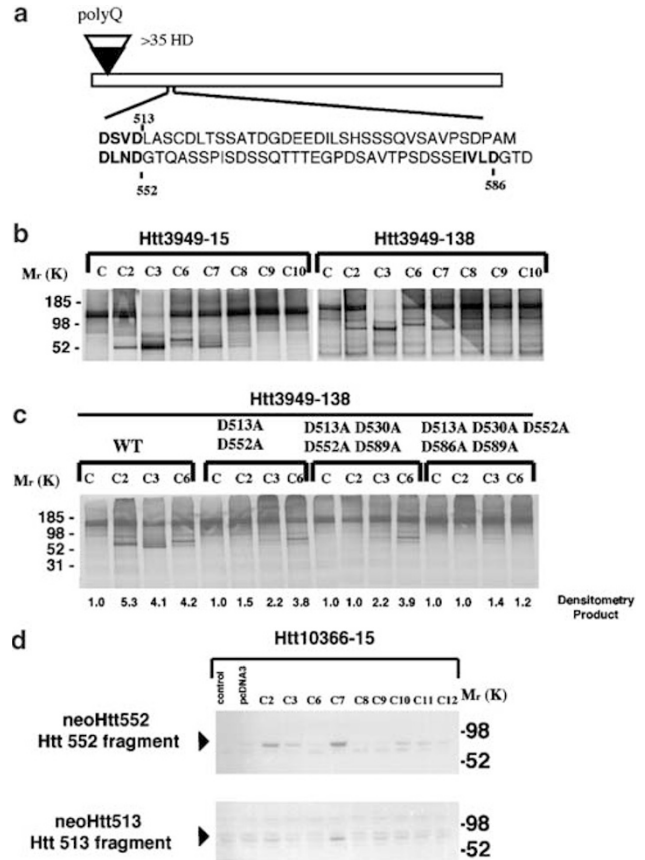 a
polyQ
>35 HD
513
DSVDLASCDLTSSATDGDEEDILSHSSSQVSAVPSDPAM
DLNDGTQASSPISDSSQTTTEGPDSAVTPSDSSEIVLDGTD
552 586
b
Htt3949-15 Htt3949-138
Mr (K) C C2 C3 C6 C7 C8 C9 C10 C C2 C3 C6 C7 C8 C9 C10
185 -
98 -
52 -
c
Htt3949-138
WT D513A D552A D513A D530A D552A D589A D513A D530A D552A D586A D589A
Mr (K) C C2 C3 C6 C C2 C3 C6 C C2 C3 C6 C C2 C3 C6
185 -
98 -
52 -
31 -
1.0 5.3 4.1 4.2 1.0 1.5 2.2 3.8 1.0 1.0 2.2 3.9 1.0 1.0 1.4 1.2 Densitometry Product
d
Htt10366-15
control pcDNA3 C2 C3 C6 C7 C8 C9 C10 C11 C12 Mr (K)
neoHtt552
Htt 552 fragment
-98
-52
neoHtt513
Htt 513 fragment
-98
-52